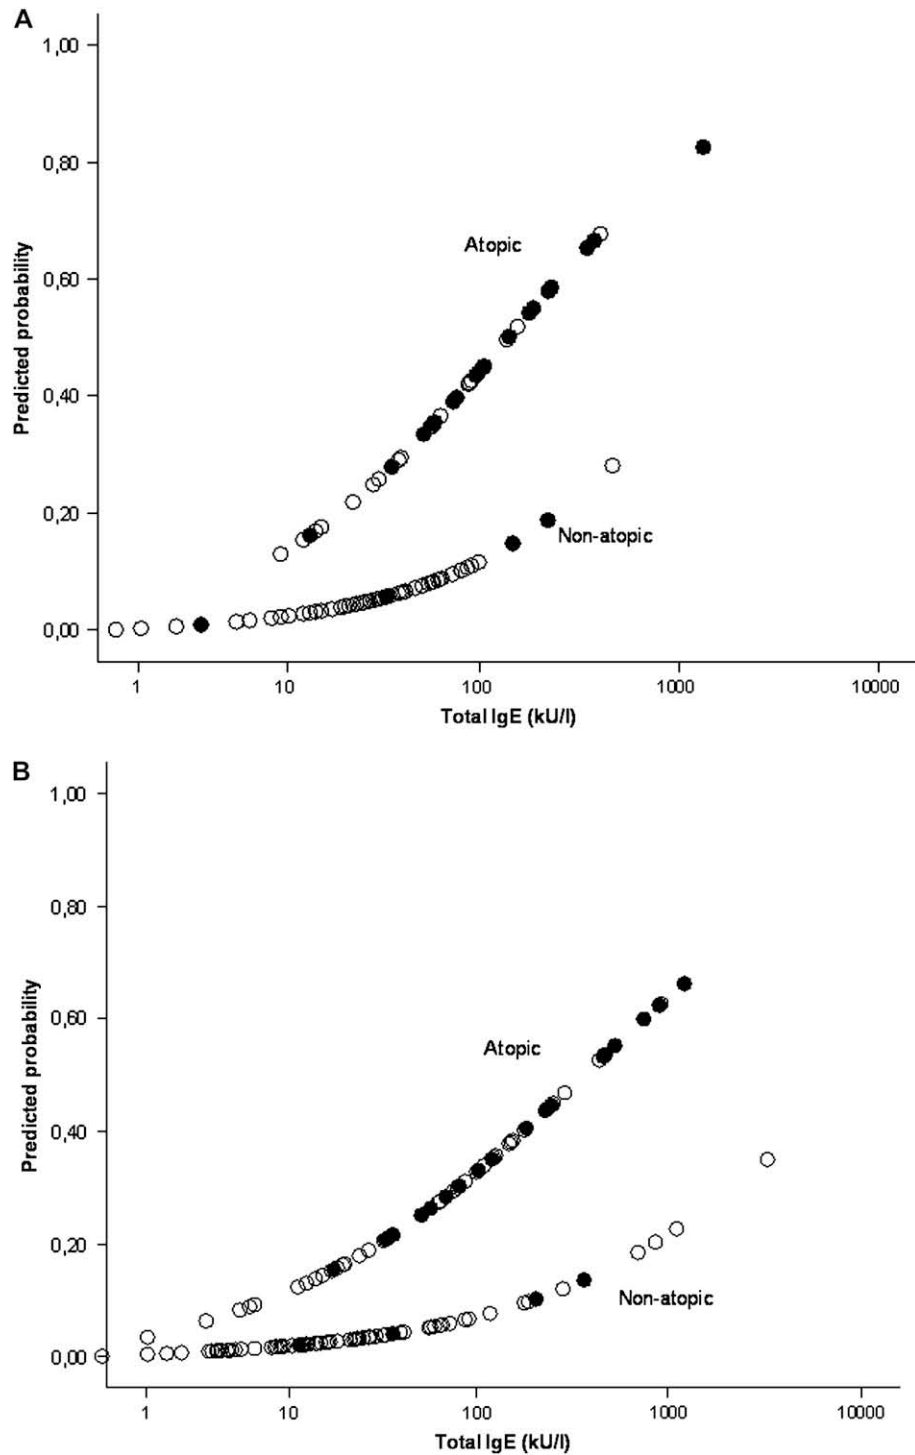 A
1,00
0,80
Atopic
0,60
0,40
0,20
Non-atopic
0,00
1 10 100 1000 10000
Total IgE (kU/l)
Predicted probability
B
1,00
0,80
0,60
Atopic
0,40
0,20
Non-atopic
0,00
1 10 100 1000 10000
Total IgE (kU/l)
Predicted probability